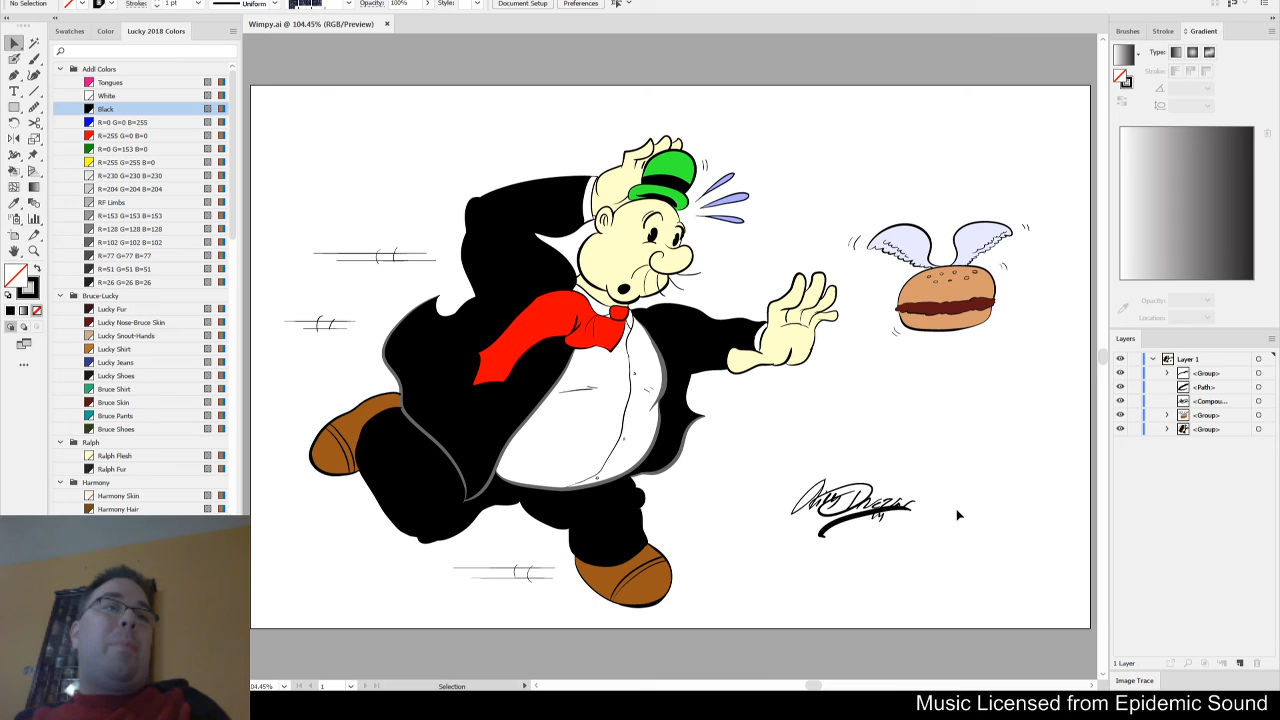 No Selection
Stroke: 1 pt Uniform Opacity: 100% Style: Document Setup Preferences
Wimpy.ai @ 104.45% (RGB/Preview) ×
Swatches Color Lucky 2018 Colors
Addl Colors
Tongues
White
Black
R=0 G=0 B=255
R=255 G=0 B=0
R=0 G=153 B=0
R=255 G=255 B=0
R=230 G=230 B=230
R=204 G=204 B=204
RF Limbs
R=153 G=153 B=153
R=128 G=128 B=128
R=102 G=102 B=102
R=77 G=77 B=77
R=51 G=51 B=51
R=26 G=26 B=26
Bruce-Lucky
Lucky Fur
Lucky Nose-Bruce Skin
Lucky Snout-Hands
Lucky Shirt
Lucky Jeans
Lucky Shoes
Bruce Shirt
Bruce Skin
Bruce Pants
Bruce Shoes
Ralph
Ralph Flesh
Ralph Fur
Harmony
Harmony Skin
Harmony Hair
Brushes Stroke Gradient
Type:
Stroke:
Opacity:
Location:
Layers
Layer 1
<Group>
<Path>
<Compou...
<Group>
<Group>
1 Layer
Image Trace
04.45% 1 Selection
Music Licensed from Epidemic Sound